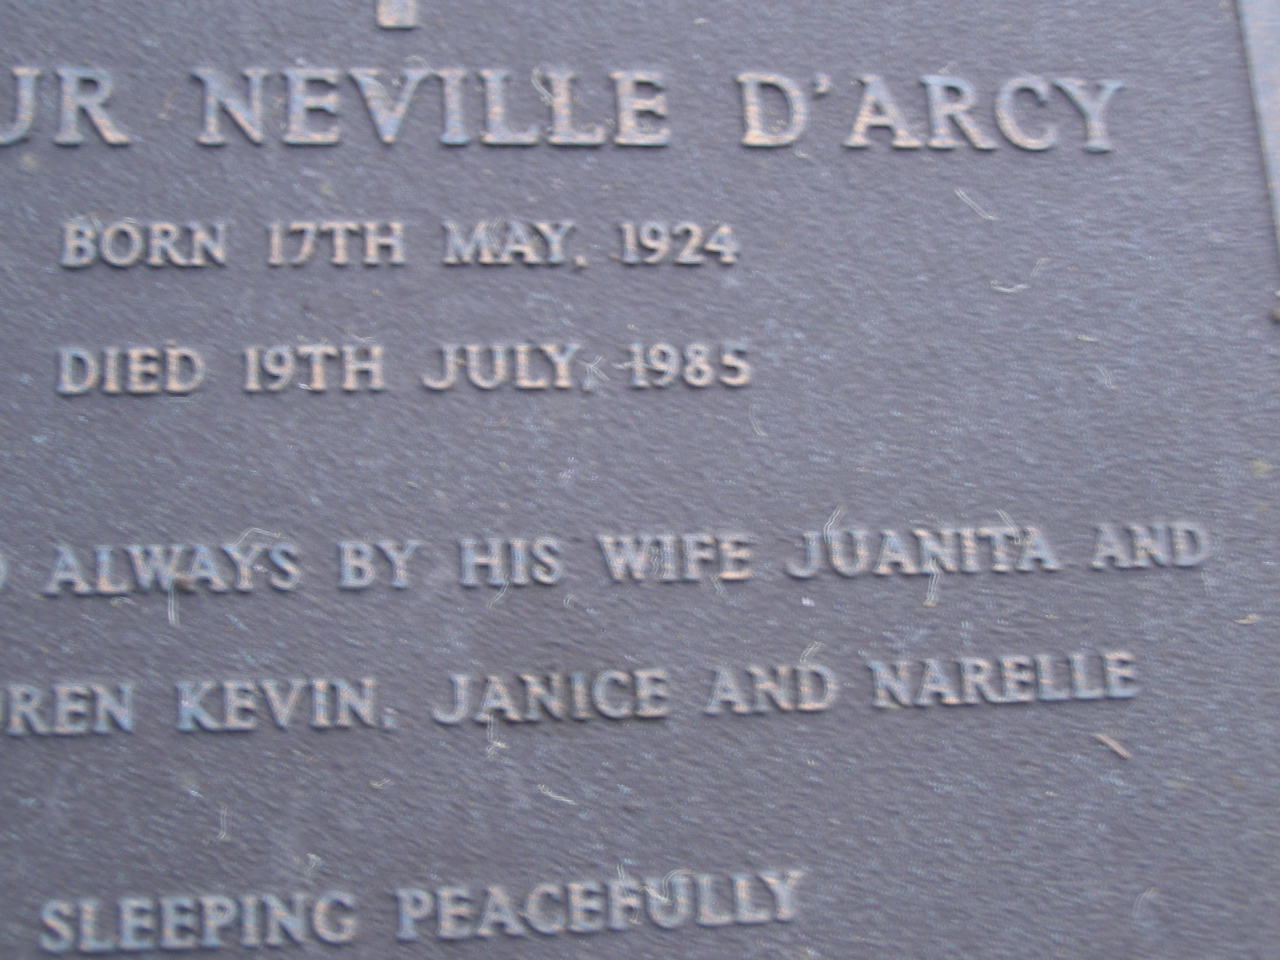 UR NEVILLE D'ARCY
BORN 17TH MAY, 1924
DIED 19TH JULY, 1985
ALWAYS BY HIS WIFE JUANITA AND
REN KEVIN, JANICE AND NARELLE
SLEEPING PEACEFULLY